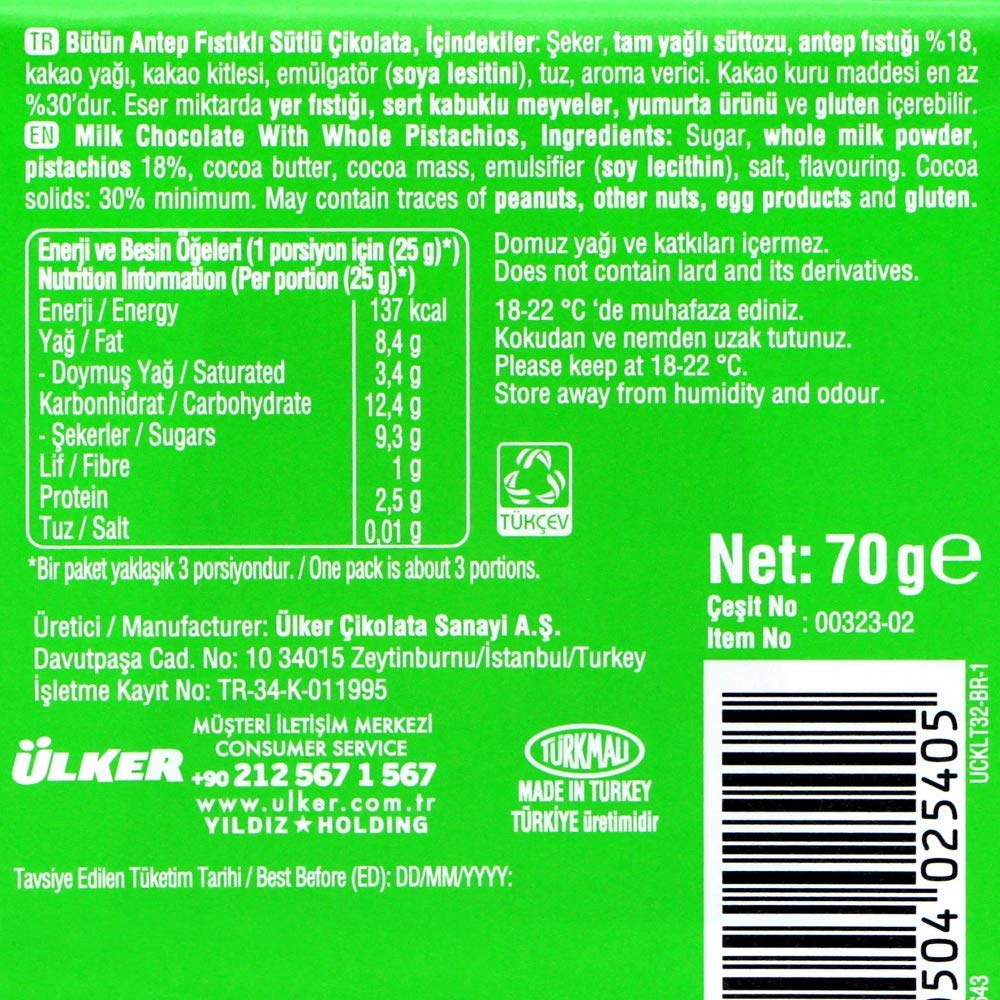 TR Bütün Antep Fıstıklı Sütlü Çikolata, İçindekiler: Şeker, tam yağlı süttozu, antep fıstığı %18,
kakao yağı, kakao kitlesi, emülgatör (soya lesitini), tuz, aroma verici. Kakao kuru maddesi en az
%30'dur. Eser miktarda yer fıstığı, sert kabuklu meyveler, yumurta ürünü ve gluten içerebilir.
EN Milk Chocolate With Whole Pistachios, Ingredients: Sugar, whole milk powder,
pistachios 18%, cocoa butter, cocoa mass, emulsifier (soy lecithin), salt, flavouring. Cocoa
solids: 30% minimum. May contain traces of peanuts, other nuts, egg products and gluten.
Enerji ve Besin Öğeleri (1 porsiyon için (25 g)*)
Nutrition Information (Per portion (25 g)*)
Enerji / Energy 137 kcal
Yağ / Fat 8,4 g
- Doymuş Yağ / Saturated 3,4 g
Karbonhidrat / Carbohydrate 12,4 g
- Şekerler / Sugars 9,3 g
Lif / Fibre 1 g
Protein 2,5 g
Tuz / Salt 0,01 g
*Bir paket yaklaşık 3 porsiyondur. / One pack is about 3 portions.
Domuz yağı ve katkıları içermez.
Does not contain lard and its derivatives.
18-22 °C 'de muhafaza ediniz.
Kokudan ve nemden uzak tutunuz.
Please keep at 18-22 °C.
Store away from humidity and odour.
TÜKÇEV
Net: 70 g e
Çeşit No
Item No : 00323-02
Üretici / Manufacturer: Ülker Çikolata Sanayi A.Ş.
Davutpaşa Cad. No: 10 34015 Zeytinburnu/İstanbul/Turkey
İşletme Kayıt No: TR-34-K-011995
ÜLKER
MÜŞTERİ İLETİŞİM MERKEZİ
CONSUMER SERVICE
+90 212 567 1 567
www.ulker.com.tr
YILDIZ★HOLDING
TÜRKMALI
MADE IN TURKEY
TÜRKİYE üretimidir
Tavsiye Edilen Tüketim Tarihi / Best Before (ED): DD/MM/YYYY:
UCKLT32-BR-1
504 025405